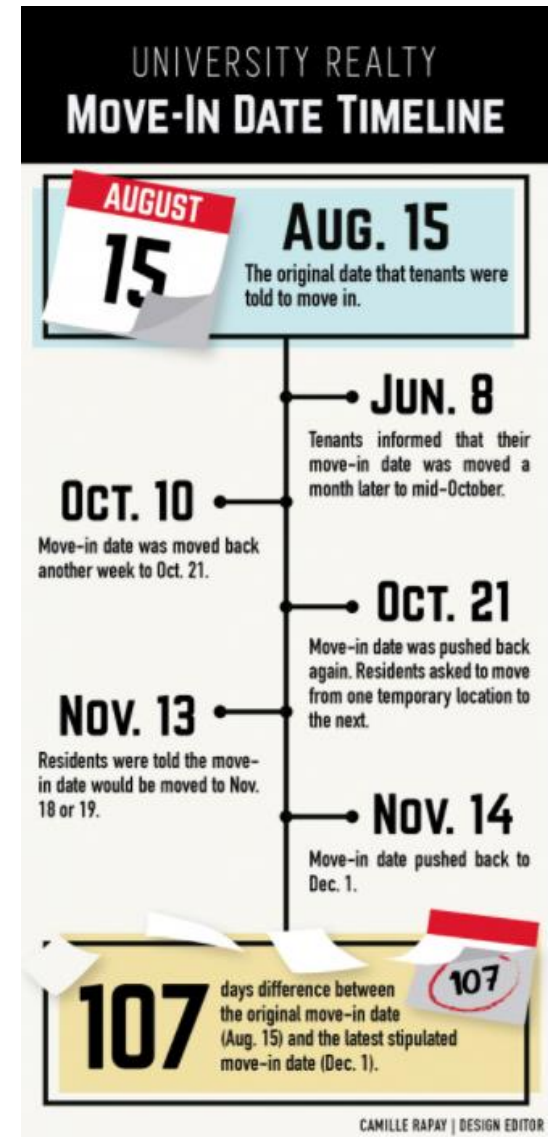 UNIVERSITY REALTY
MOVE-IN DATE TIMELINE
AUGUST
15
AUG. 15
The original date that tenants were
told to move in.
JUN. 8
Tenants informed that their
move-in date was moved a
month later to mid-October.
OCT. 10
Move-in date was moved back
another week to Oct. 21.
OCT. 21
Move-in date was pushed back
again. Residents asked to move
from one temporary location to
the next.
NOV. 13
Residents were told the move-
in date would be moved to Nov.
18 or 19.
NOV. 14
Move-in date pushed back to
Dec. 1.
107
days difference between
the original move-in date
(Aug. 15) and the latest stipulated
move-in date (Dec. 1).
107
CAMILLE RAPAY | DESIGN EDITOR